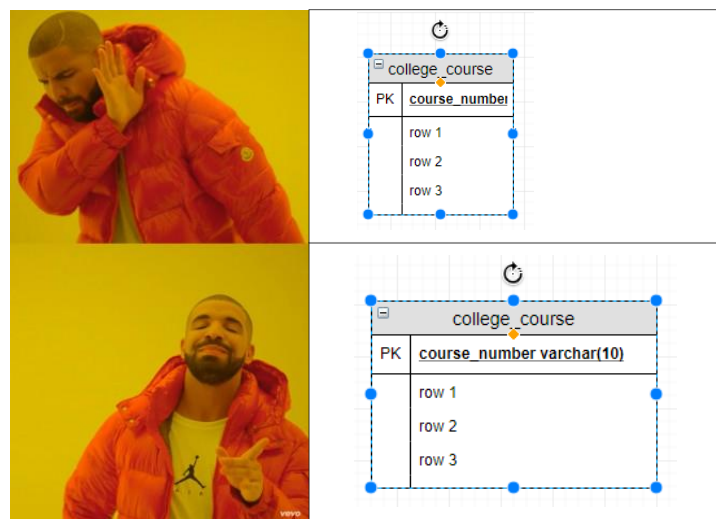 college_course
PK course_number
row 1
row 2
row 3
college_course
PK course_number varchar(10)
row 1
row 2
row 3
AIR
vevo